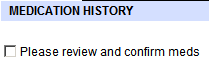 MEDICATION HISTORY
Please review and confirm meds